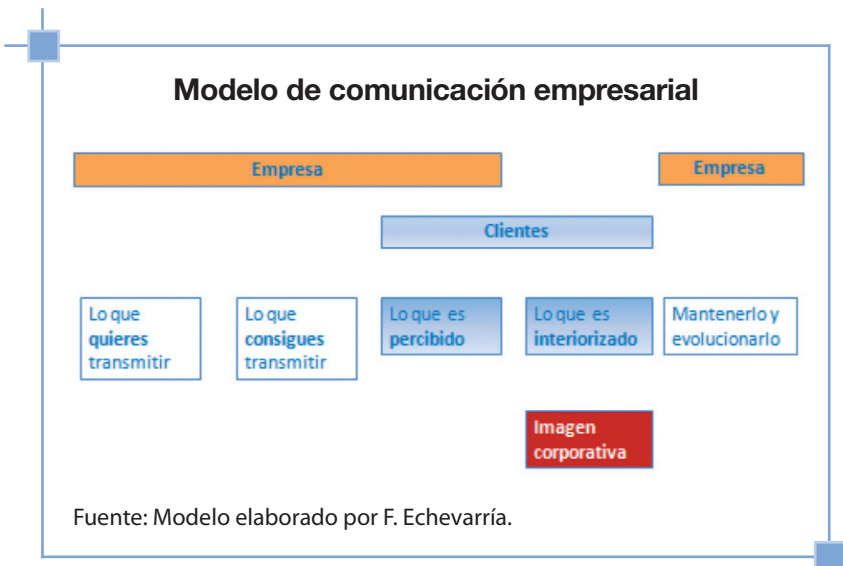 Modelo de comunicación empresarial
Empresa
Empresa
Clientes
Lo que
quieres
transmitir
Lo que
consigues
transmitir
Lo que es
percibido
Lo que es
interiorizado
Mantenerlo y
evolucionarlo
Imagen
corporativa
Fuente: Modelo elaborado por F. Echevarría.